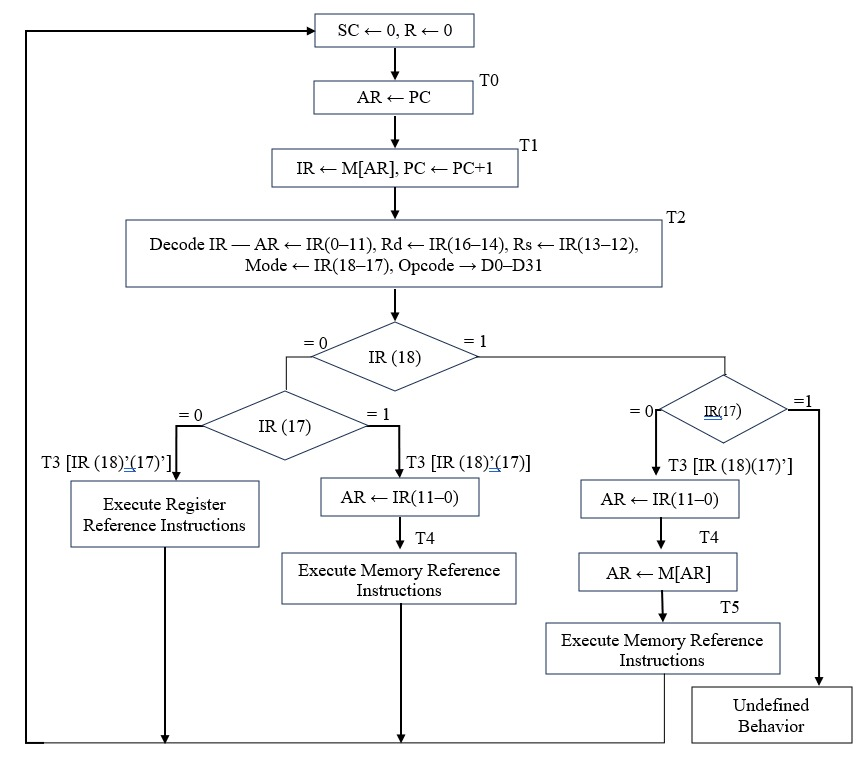 SC ← 0, R ← 0
T0
AR ← PC
T1
IR ← M[AR], PC ← PC+1
T2
Decode IR — AR ← IR(0–11), Rd ← IR(16–14), Rs ← IR(13–12),
Mode ← IR(18–17), Opcode → D0–D31
= 0
IR (18)
= 1
= 0
IR (17)
= 1
= 0
IR(17)
=1
T3 [IR (18)’(17)’]
T3 [IR (18)’(17)]
T3 [IR (18)(17)’]
Execute Register
Reference Instructions
AR ← IR(11–0)
AR ← IR(11–0)
T4
T4
Execute Memory Reference
Instructions
AR ← M[AR]
T5
Execute Memory Reference
Instructions
Undefined
Behavior